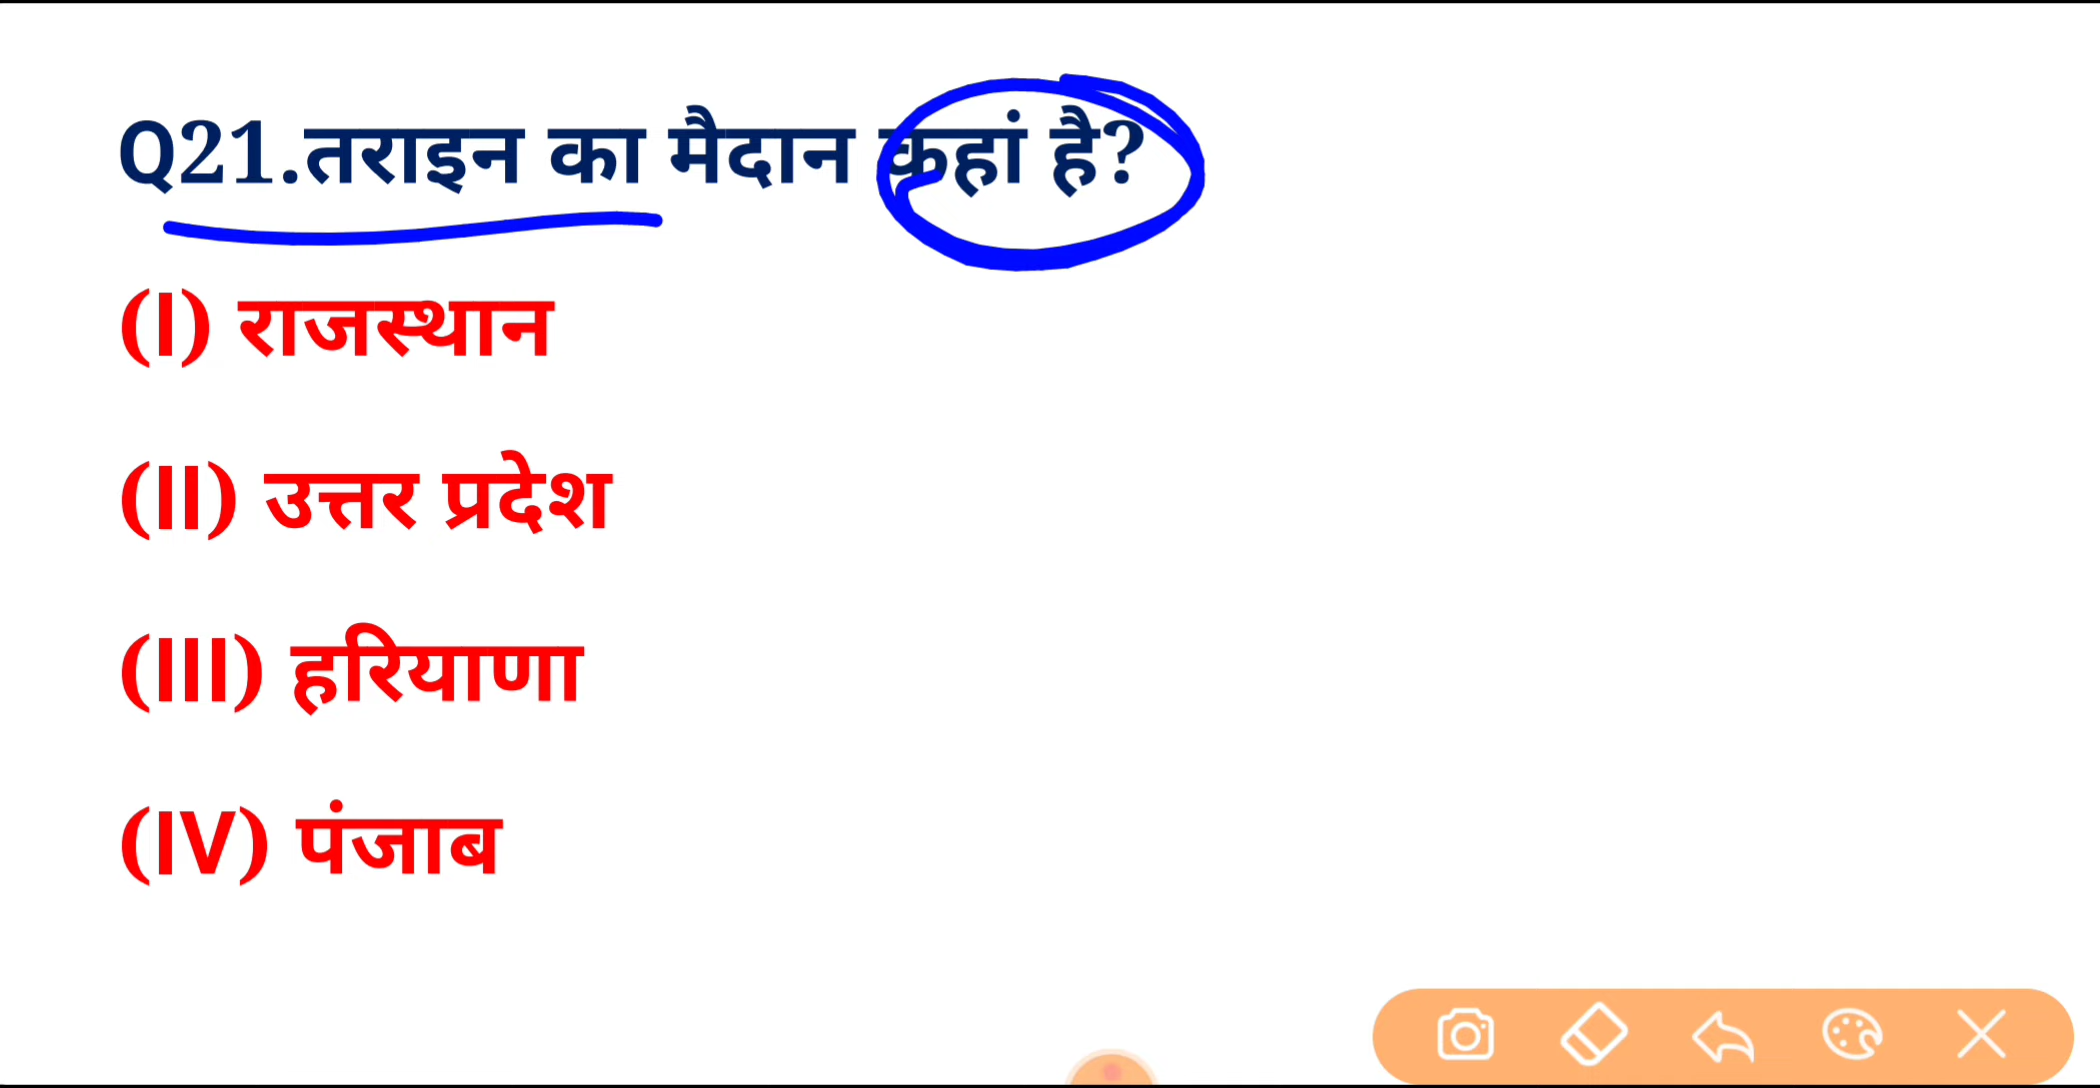 Q21.तराइन का मैदान कहां है?
(I) राजस्थान
(II) उत्तर प्रदेश
(III) हरियाणा
(IV) पंजाब